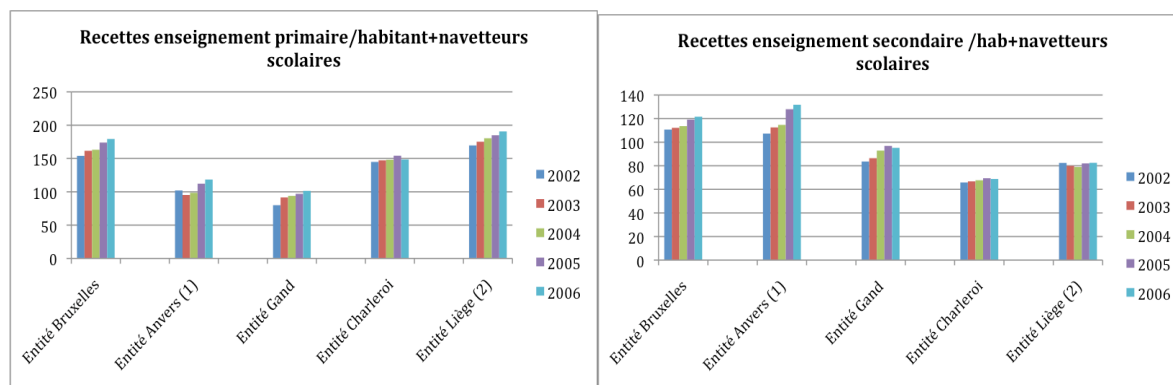 Recettes enseignement primaire/habitant+navetteurs
scolaires
250
200
150
100
50
0
Entité Bruxelles
Entité Anvers (1)
Entité Gand
Entité Charleroi
Entité Liège (2)
2002
2003
2004
2005
2006
Recettes enseignement secondaire /hab+navetteurs
scolaires
140
120
100
80
60
40
20
0
Entité Bruxelles
Entité Anvers (1)
Entité Gand
Entité Charleroi
Entité Liège (2)
2002
2003
2004
2005
2006